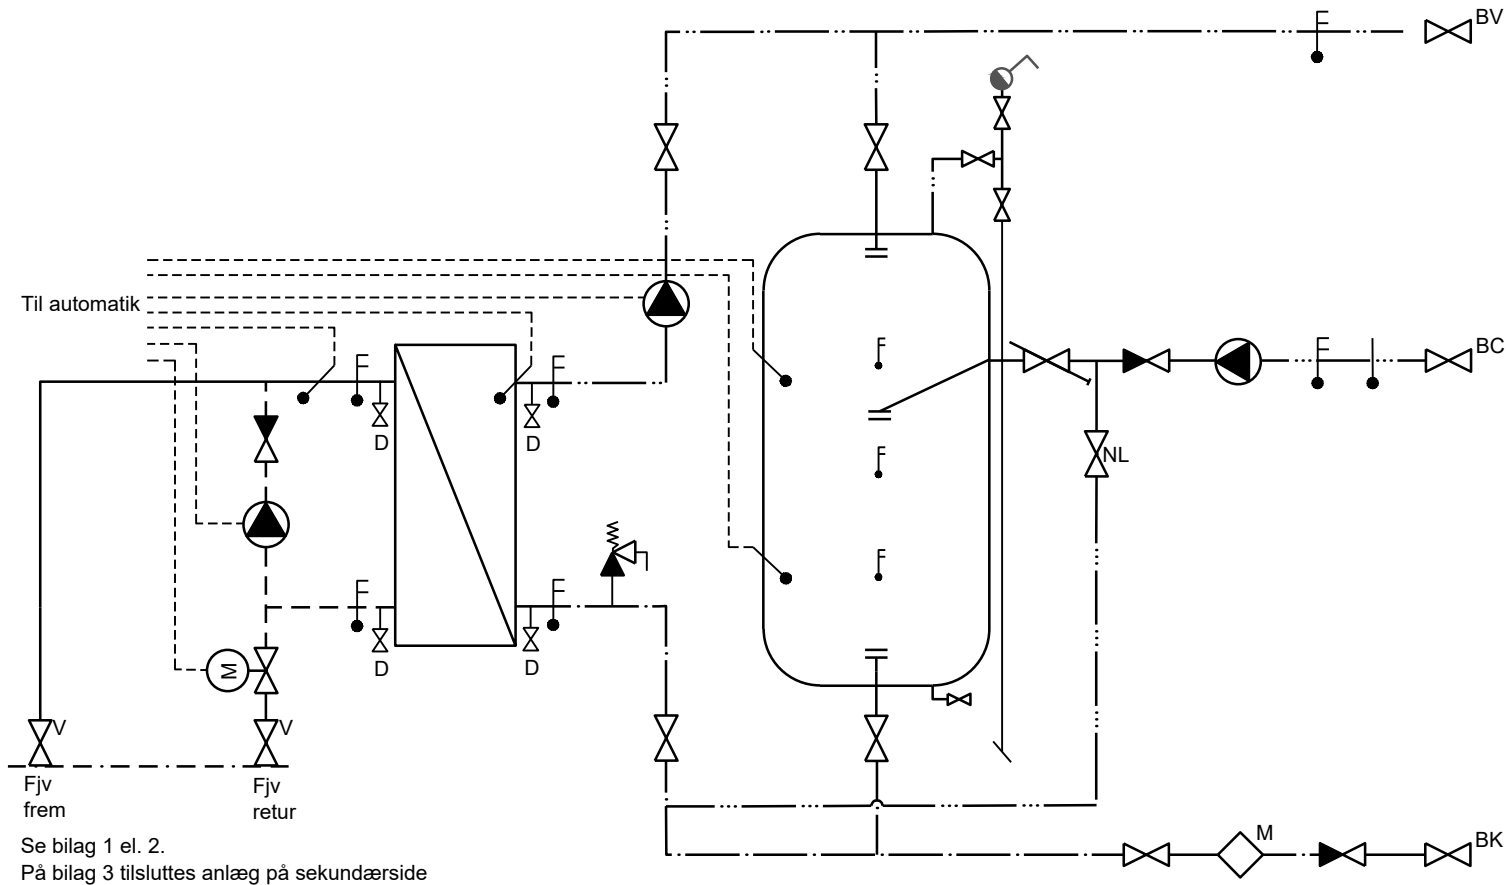 BV
Til automatik
BC
D
D
NL
M
D
D
V
V
Fjv
frem
Fjv
retur
M
BK
Se bilag 1 el. 2.
På bilag 3 tilsluttes anlæg på sekundærside